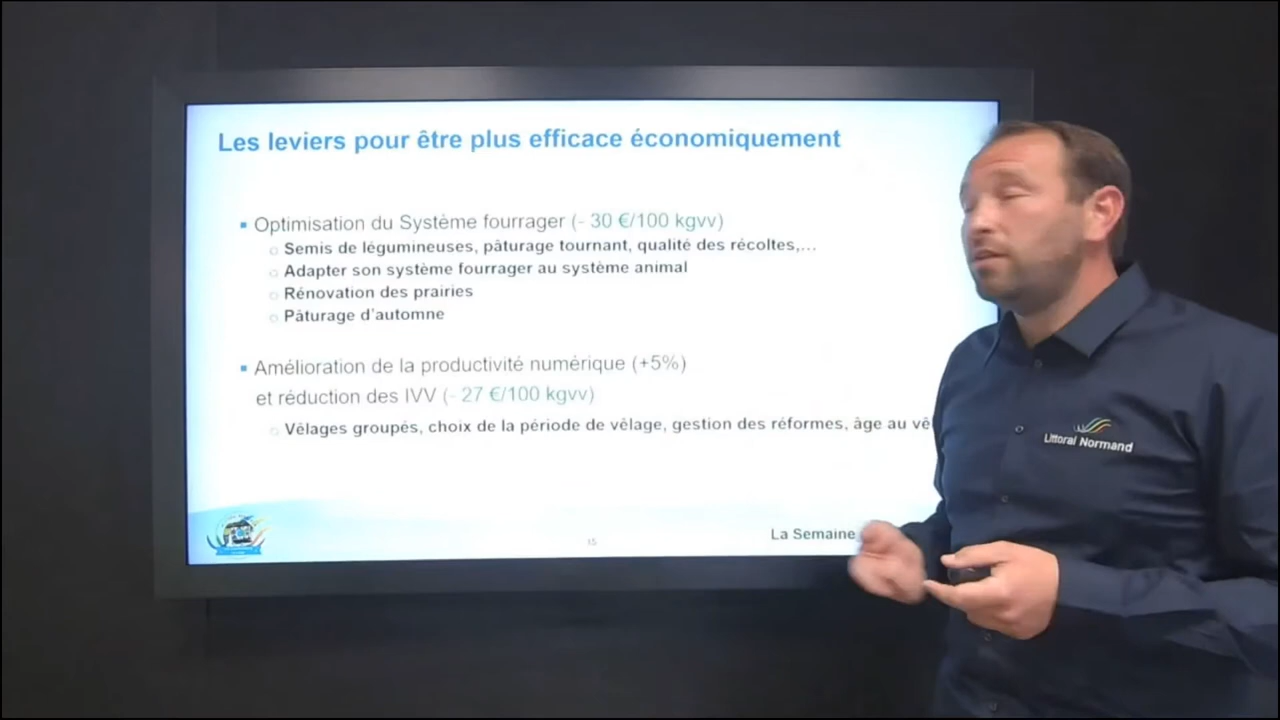 Les leviers pour être plus efficace économiquement
▪ Optimisation du Système fourrager (- 30 €/100 kgvv)
○ Semis de légumineuses, pâturage tournant, qualité des récoltes,...
○ Adapter son système fourrager au système animal
○ Rénovation des prairies
○ Pâturage d'automne
▪ Amélioration de la productivité numérique (+5%)
et réduction des IVV (- 27 €/100 kgvv)
○ Vêlages groupés, choix de la période de vêlage, gestion des réformes, âge au vê
Littoral Normand
La Semaine
15